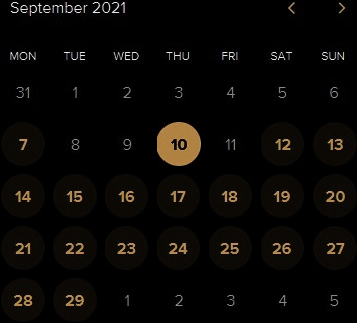 September 2021
MON TUE WED THU FRI SAT SUN
31 1 2 3 4 5 6
7 8 9 10 11 12 13
14 15 16 17 18 19 20
21 22 23 24 25 26 27
28 29 1 2 3 4 5